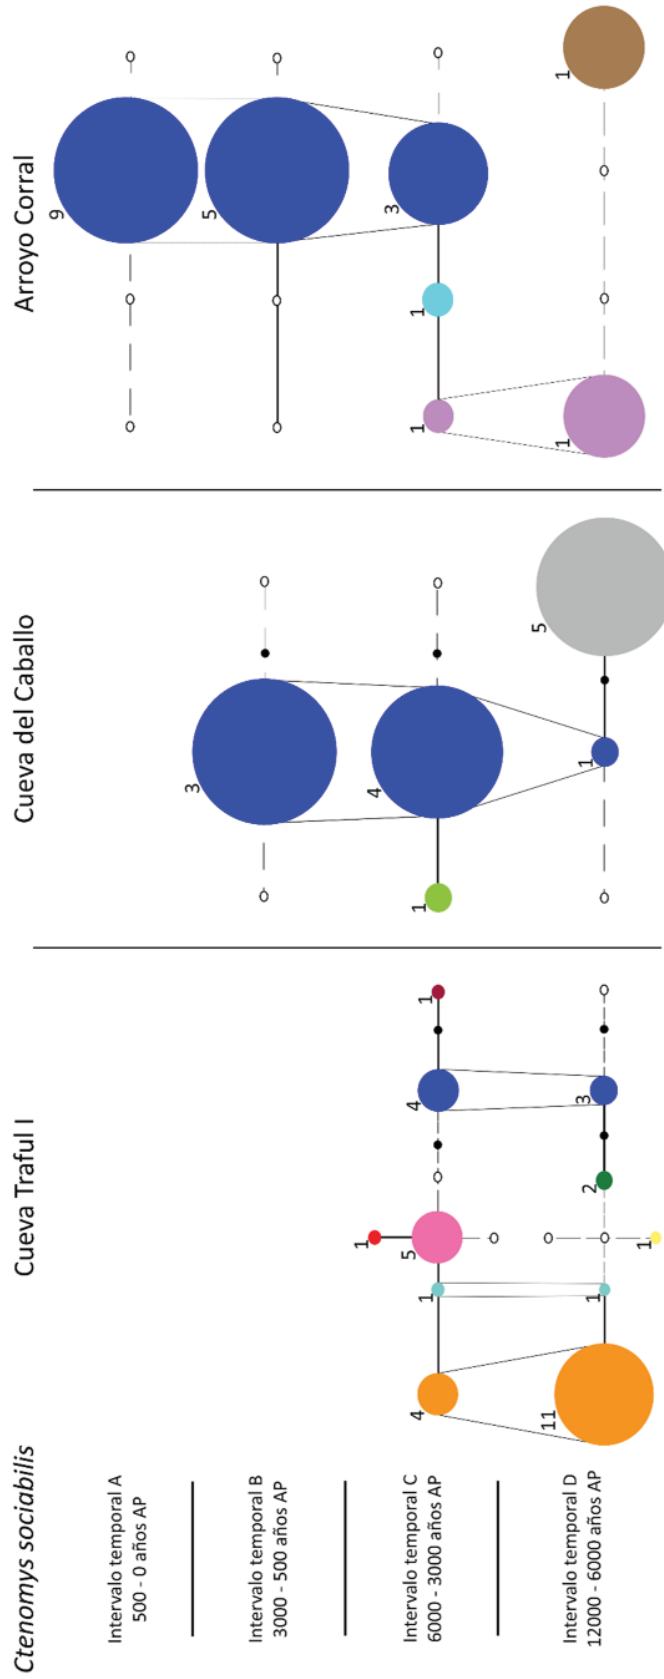 Ctenomys sociabilis
Cueva Traful I
Cueva del Caballo
Arroyo Corral
Intervalo temporal A
500 - 0 años AP
9
Intervalo temporal B
3000 - 500 años AP
3
5
Intervalo temporal C
6000 - 3000 años AP
4
1
1
5
4
1
1
4
1
1
3
Intervalo temporal D
12000 - 6000 años AP
11
1
1
2
3
1
5
1
1